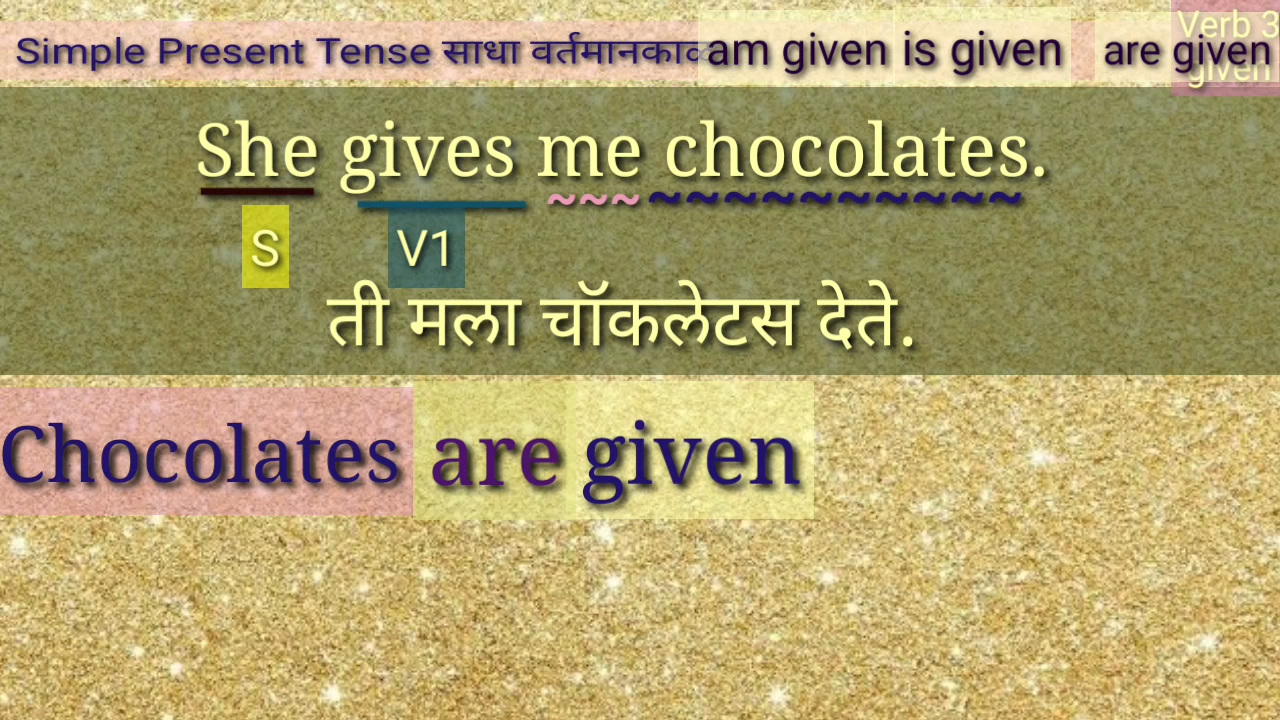 Simple Present Tense साधा वर्तमानकाळ am given is given are given
Verb 3
given
She gives me chocolates.
~~~ ~~~~~~~~~~
S V1
ती मला चॉकलेटस देते.
Chocolates are given